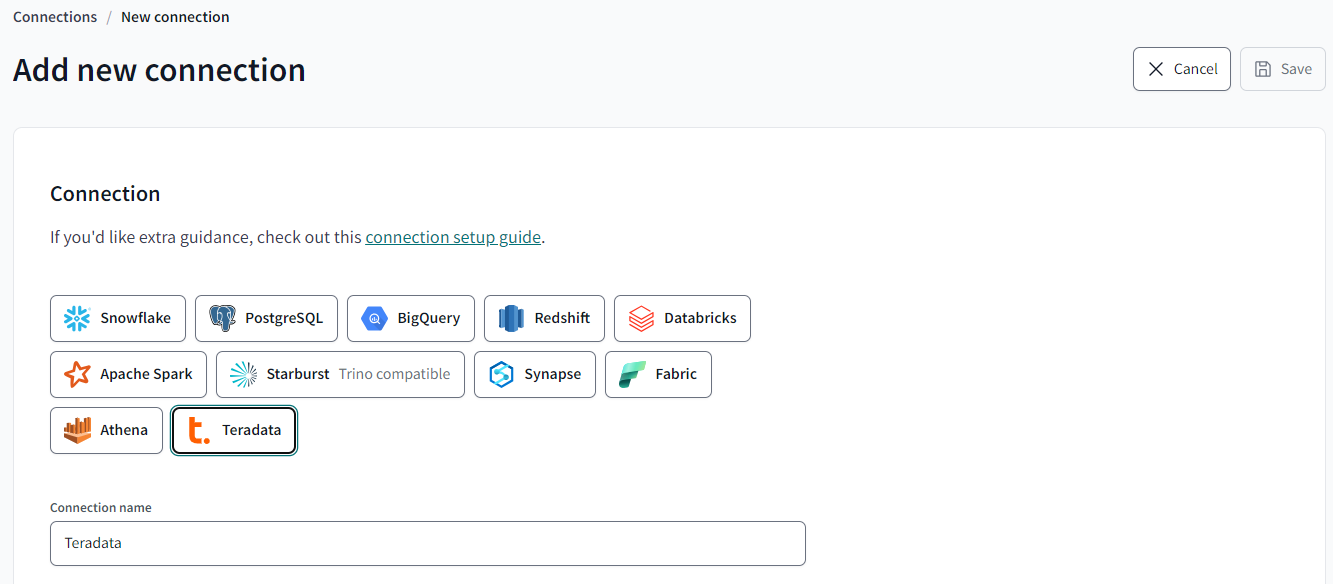 Connections / New connection
Add new connection
Cancel
Save
Connection
If you'd like extra guidance, check out this connection setup guide.
Snowflake PostgreSQL BigQuery Redshift Databricks
Apache Spark Starburst Trino compatible Synapse Fabric
Athena t. Teradata
Connection name
Teradata